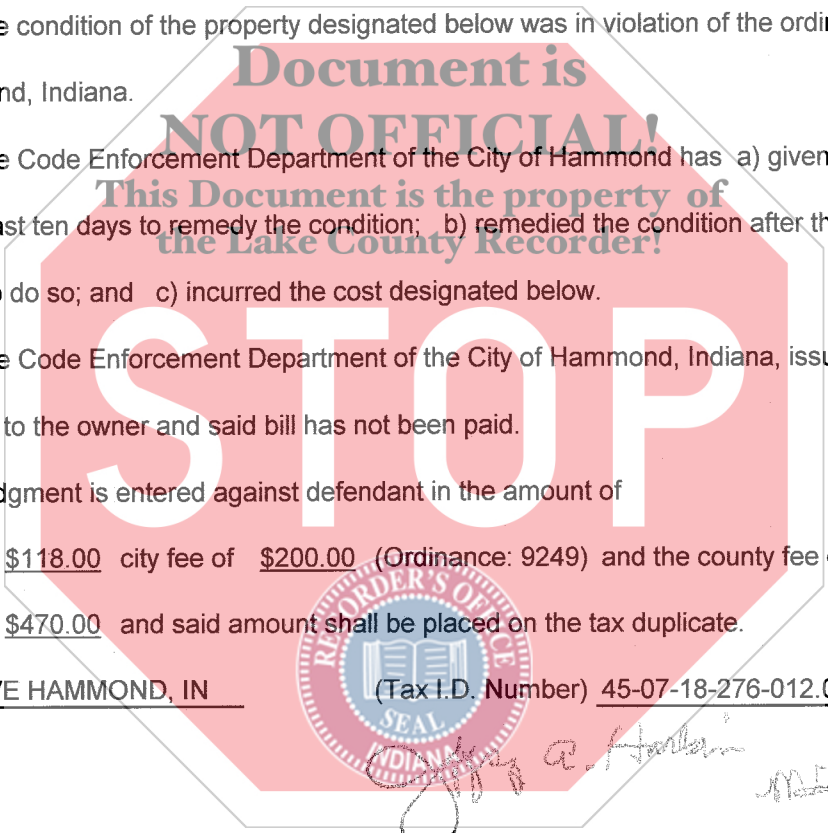 e condition of the property designated below was in violation of the ordi
Document is
nd, Indiana.
NOT OFFICIAL!
e Code Enforcement Department of the City of Hammond has a) given
This Document is the property of
ast ten days to remedy the condition; b) remedied the condition after th
the Lake County Recorder!
o do so; and c) incurred the cost designated below.
STOP
e Code Enforcement Department of the City of Hammond, Indiana, issu
to the owner and said bill has not been paid.
dgment is entered against defendant in the amount of
$118.00 city fee of $200.00 (Ordinance: 9249) and the county fee
$470.00 and said amount shall be placed on the tax duplicate.
RECORDER'S OFFICE
VE HAMMOND, IN (Tax I.D. Number) 45-07-18-276-012.0
SEAL
INDIANA